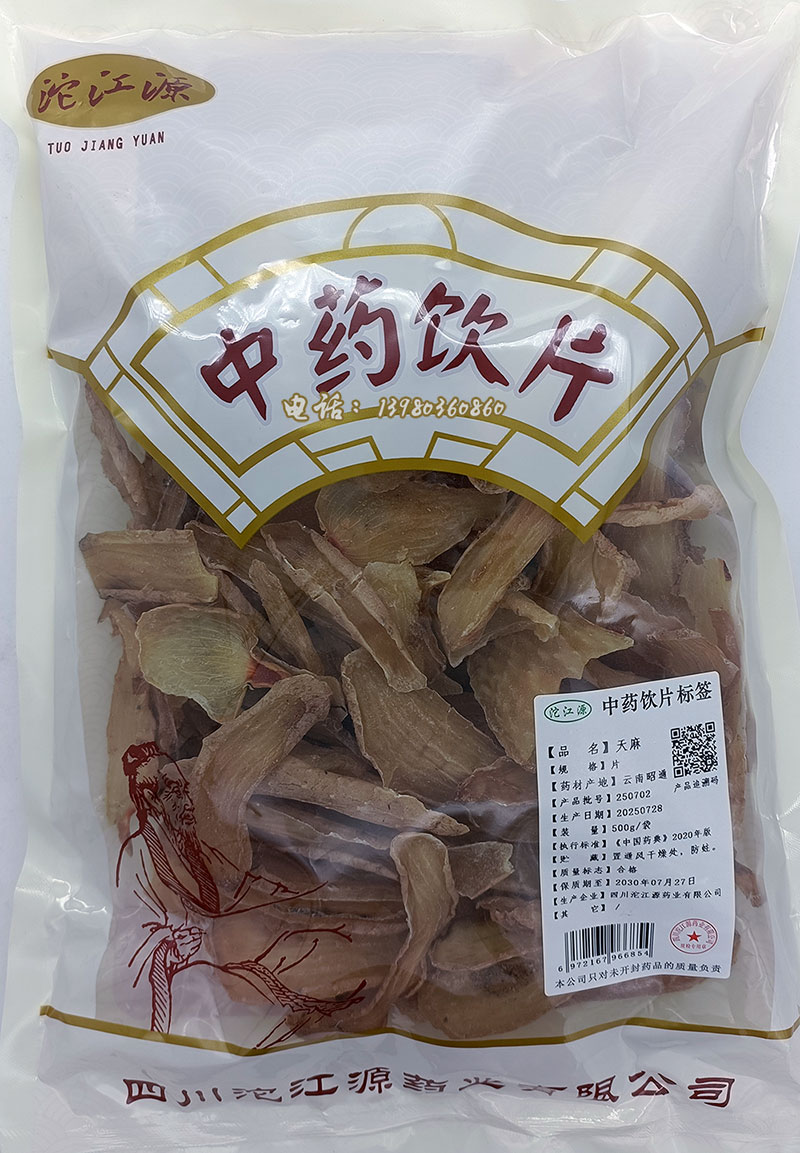 沱江源
TUO JIANG YUAN
中药饮片
电话：13980360860
沱江源 中药饮片标签
【品名】天麻
【规格】片
【药材产地】云南昭通
产品追溯码
【产品批号】250702
【生产日期】20250728
【装量】500g/袋
【执行标准】《中国药典》2020年版
【贮藏】置通风干燥处，防蛀。
【质量标志】合格
【保质期至】2030年07月27日
【生产企业】四川沱江源药业有限公司
【其它】/
6 972167 966854
本公司只对未开封药品的质量负责
四川沱江源药业有限公司